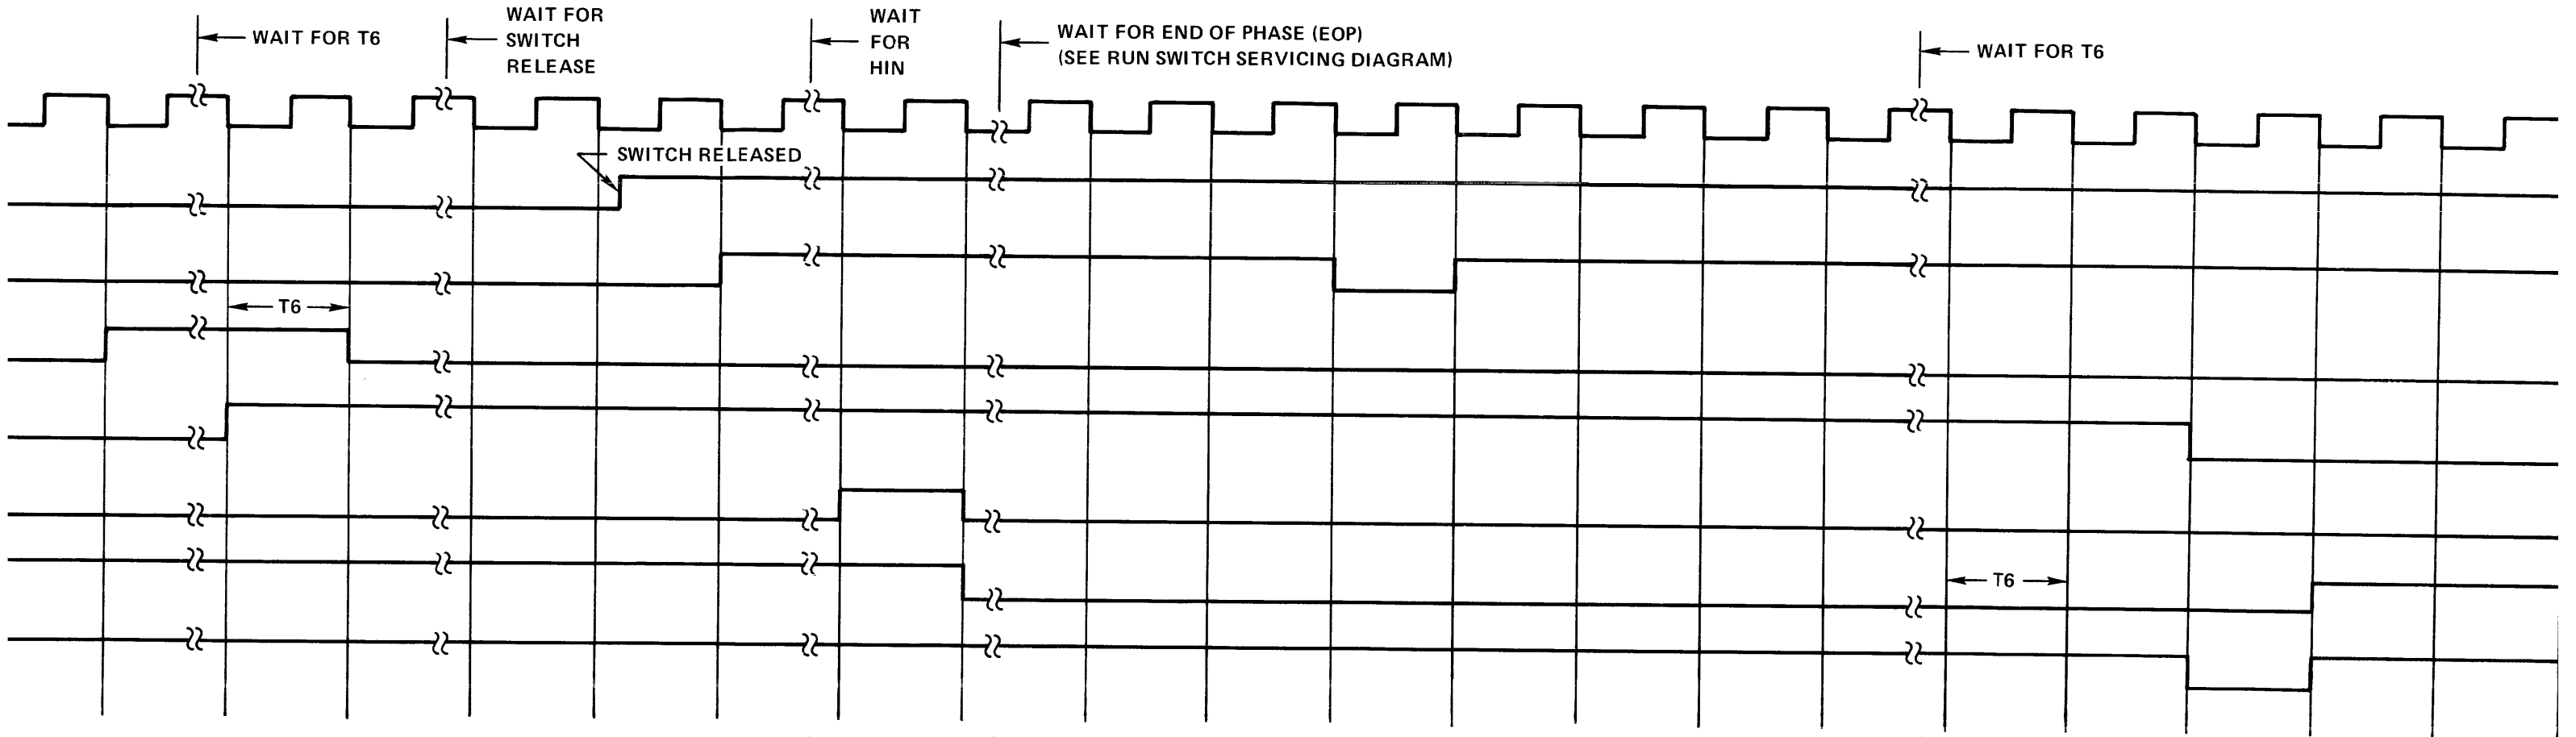 WAIT FOR T6
WAIT FOR
SWITCH
RELEASE
WAIT
FOR
HIN
WAIT FOR END OF PHASE (EOP)
(SEE RUN SWITCH SERVICING DIAGRAM)
WAIT FOR T6
SWITCH RELEASED
T6
T6